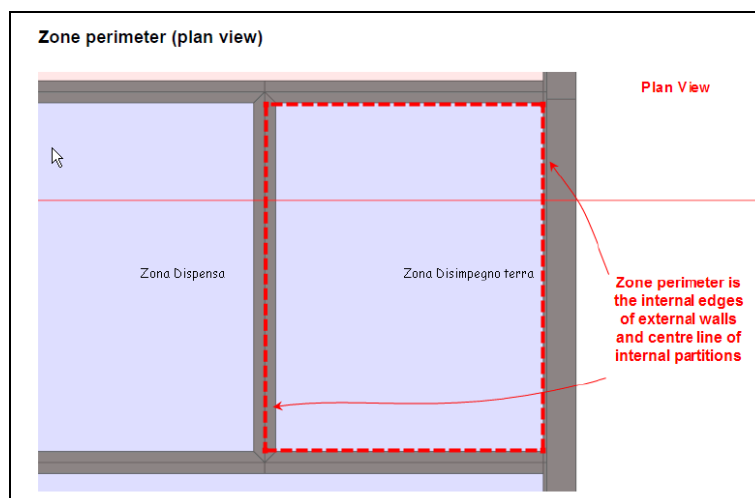 Zone perimeter (plan view)
Plan View
Zona Dispensa
Zona Disimpegno terra
Zone perimeter is
the internal edges
of external walls
and centre line of
internal partitions